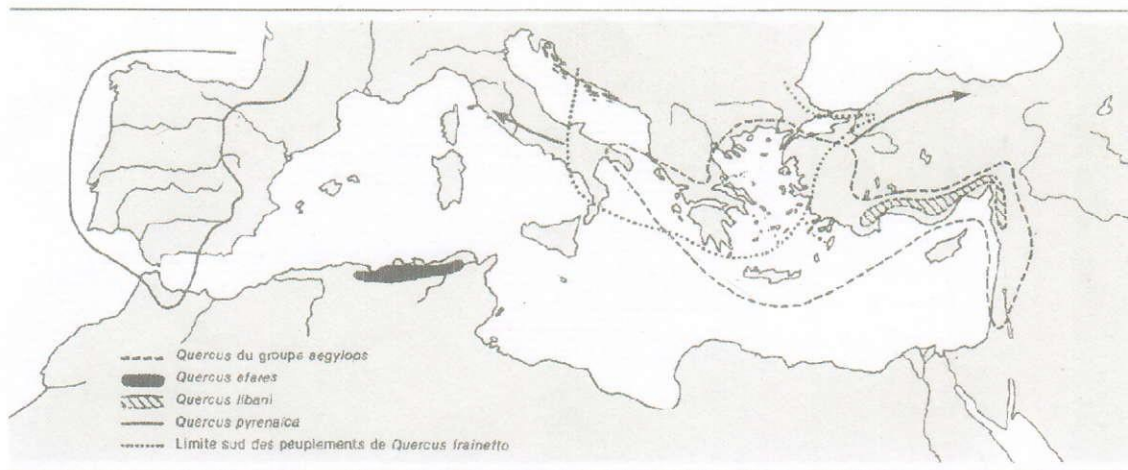 Quercus du groupe aegylops
Quercus afares
Quercus libani
Quercus pyrenaica
Limite sud des peuplements de Quercus frainetto